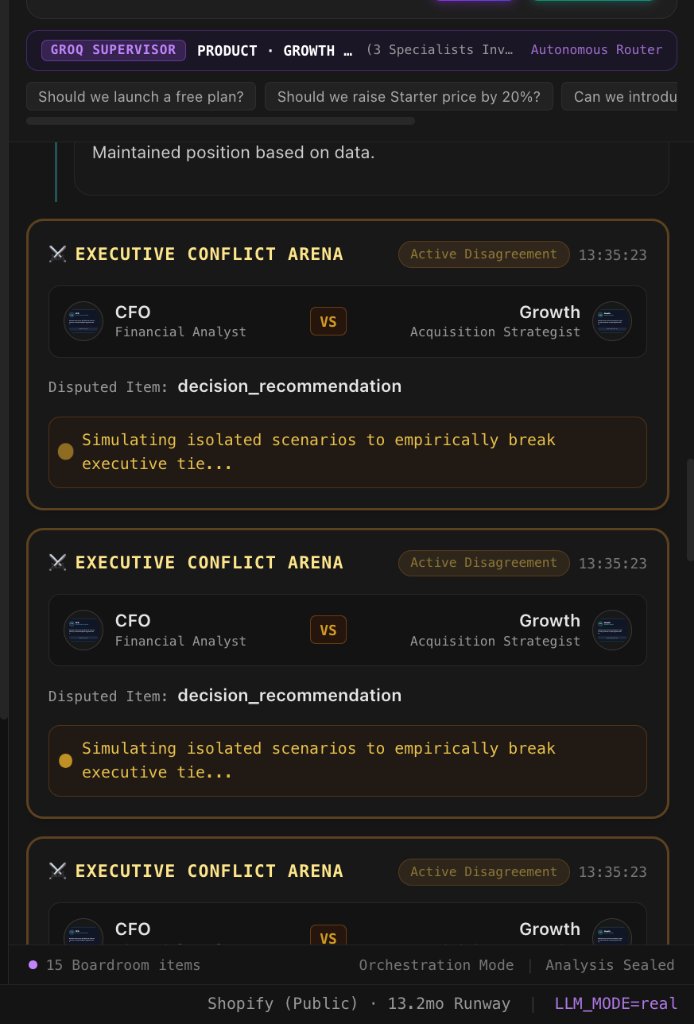 GROQ SUPERVISOR PRODUCT · GROWTH … (3 Specialists Inv… Autonomous Router
Should we launch a free plan? Should we raise Starter price by 20%? Can we introdu
Maintained position based on data.
EXECUTIVE CONFLICT ARENA Active Disagreement 13:35:23
CFO VS Growth
Financial Analyst Acquisition Strategist
Disputed Item: decision_recommendation
Simulating isolated scenarios to empirically break
executive tie...
EXECUTIVE CONFLICT ARENA Active Disagreement 13:35:23
CFO VS Growth
Financial Analyst Acquisition Strategist
Disputed Item: decision_recommendation
Simulating isolated scenarios to empirically break
executive tie...
EXECUTIVE CONFLICT ARENA Active Disagreement 13:35:23
CFO VS Growth
15 Boardroom items Orchestration Mode | Analysis Sealed
Shopify (Public) · 13.2mo Runway | LLM_MODE=real